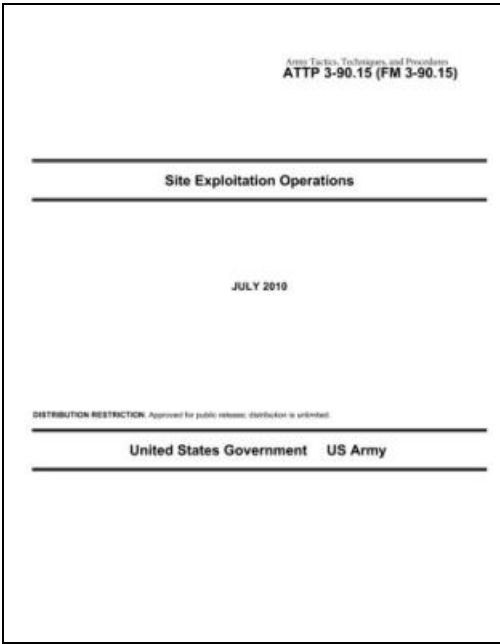 Army Tactics, Techniques, and Procedures
ATTP 3-90.15 (FM 3-90.15)
Site Exploitation Operations
JULY 2010
DISTRIBUTION RESTRICTION. Approved for public release; distribution is unlimited.
United States Government US Army